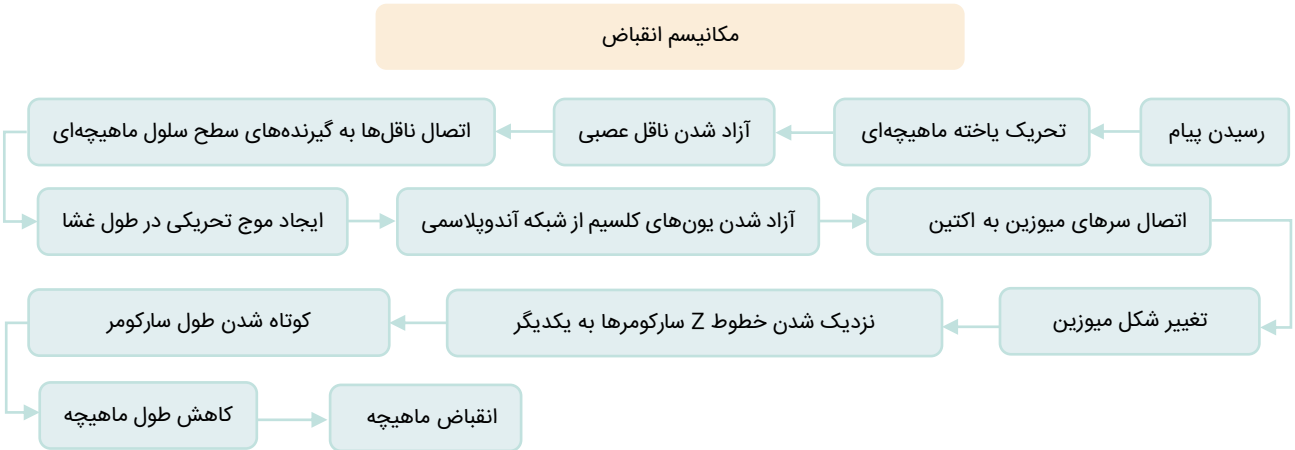 مکانیسم انقباض
رسیدن پیام
تحریک یاخته ماهیچه‌ای
آزاد شدن ناقل عصبی
اتصال ناقل‌ها به گیرنده‌های سطح سلول ماهیچه‌ای
ایجاد موج تحریکی در طول غشا
آزاد شدن یون‌های کلسیم از شبکه آندوپلاسمی
اتصال سرهای میوزین به اکتین
تغییر شکل میوزین
نزدیک شدن خطوط Z سارکومرها به یکدیگر
کوتاه شدن طول سارکومر
کاهش طول ماهیچه
انقباض ماهیچه